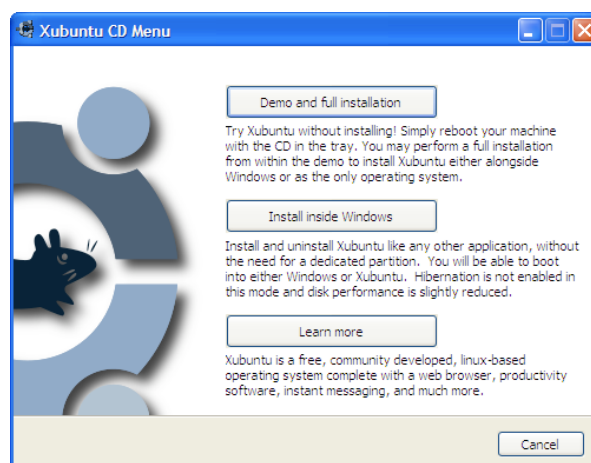 Xubuntu CD Menu
Demo and full installation
Try Xubuntu without installing! Simply reboot your machine
with the CD in the tray. You may perform a full installation
from within the demo to install Xubuntu either alongside
Windows or as the only operating system.
Install inside Windows
Install and uninstall Xubuntu like any other application, without
the need for a dedicated partition. You will be able to boot
into either Windows or Xubuntu. Hibernation is not enabled in
this mode and disk performance is slightly reduced.
Learn more
Xubuntu is a free, community developed, linux-based
operating system complete with a web browser, productivity
software, instant messaging, and much more.
Cancel